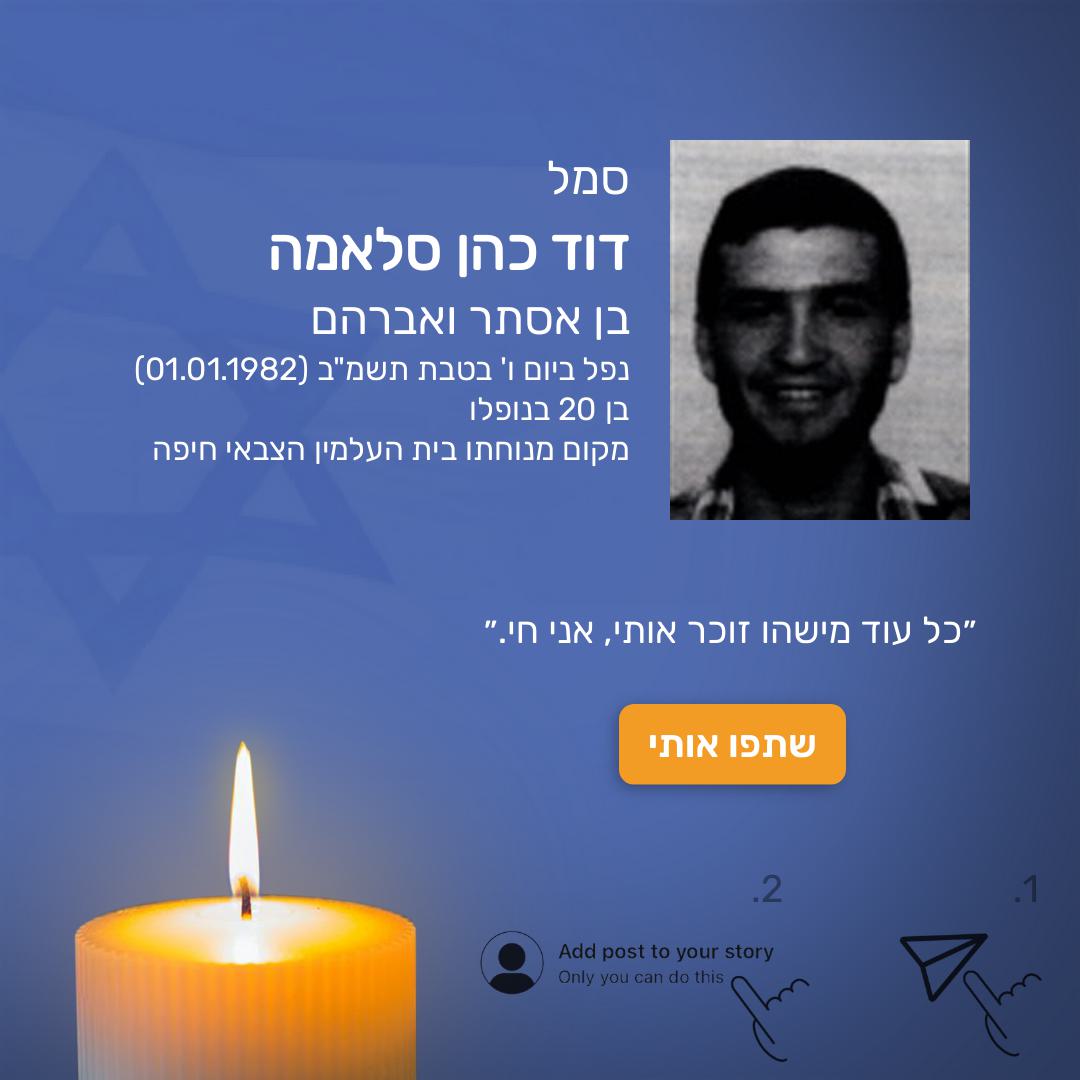 סמל
דוד כהן סלאמה
בן אסתר ואברהם
נפל ביום ו' בטבת תשמ"ב (01.01.1982)
בן 20 בנופלו
מקום מנוחתו בית העלמין הצבאי חיפה
״כל עוד מישהו זוכר אותי, אני חי.״
שתפו אותי
.1
.2
Add post to your story
Only you can do this